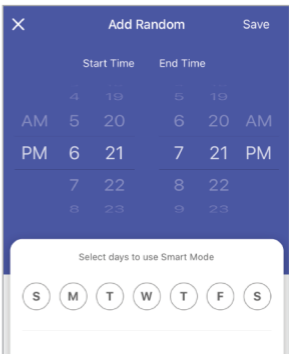 Add Random Save
Start Time End Time
4 19 5 19
AM 5 20 6 20 AM
PM 6 21 7 21 PM
7 22 8 22
8 23 9 23
Select days to use Smart Mode
S M T W T F S